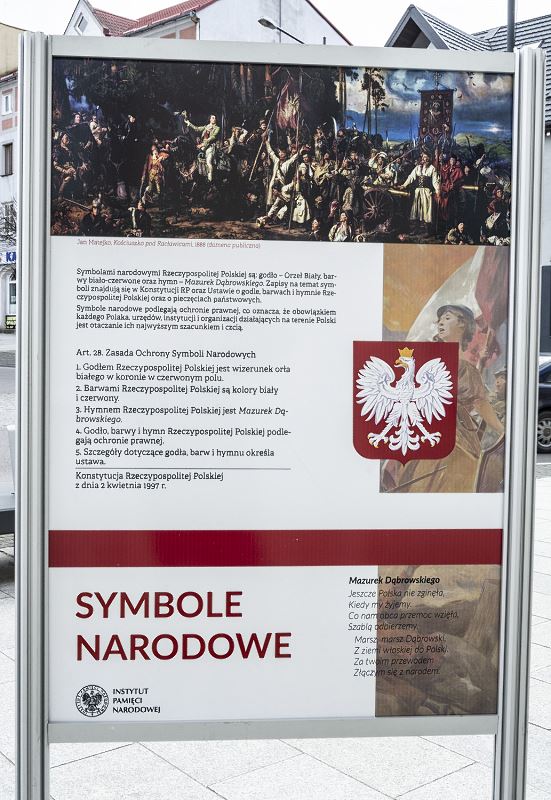 Jan Matejko, Kościuszko pod Racławicami, 1888 (domena publiczna)
Symbolami narodowymi Rzeczypospolitej Polskiej są: godło – Orzeł Biały, bar-
wy biało-czerwone oraz hymn – Mazurek Dąbrowskiego. Zapisy na temat sym-
boli znajdują się w Konstytucji RP oraz Ustawie o godle, barwach i hymnie Rze-
czypospolitej Polskiej oraz o pieczęciach państwowych.
Symbole narodowe podlegają ochronie prawnej, co oznacza, że obowiązkiem
każdego Polaka, urzędów, instytucji i organizacji działających na terenie Polski
jest otaczanie ich najwyższym szacunkiem i czcią.
Art. 28. Zasada Ochrony Symboli Narodowych
1. Godłem Rzeczypospolitej Polskiej jest wizerunek orła
białego w koronie w czerwonym polu.
2. Barwami Rzeczypospolitej Polskiej są kolory biały
i czerwony.
3. Hymnem Rzeczypospolitej Polskiej jest Mazurek Dą-
browskiego.
4. Godło, barwy i hymn Rzeczypospolitej Polskiej podle-
gają ochronie prawnej.
5. Szczegóły dotyczące godła, barw i hymnu określa
ustawa.
Konstytucja Rzeczypospolitej Polskiej
z dnia 2 kwietnia 1997 r.
SYMBOLE
NARODOWE
INSTYTUT
PAMIĘCI
NARODOWEJ
Mazurek Dąbrowskiego
Jeszcze Polska nie zginęła,
Kiedy my żyjemy.
Co nam obca przemoc wzięła,
Szablą odbierzemy.
Marsz, marsz Dąbrowski,
Z ziemi włoskiej do Polski,
Za twoim przewodem
Złączym się z narodem.